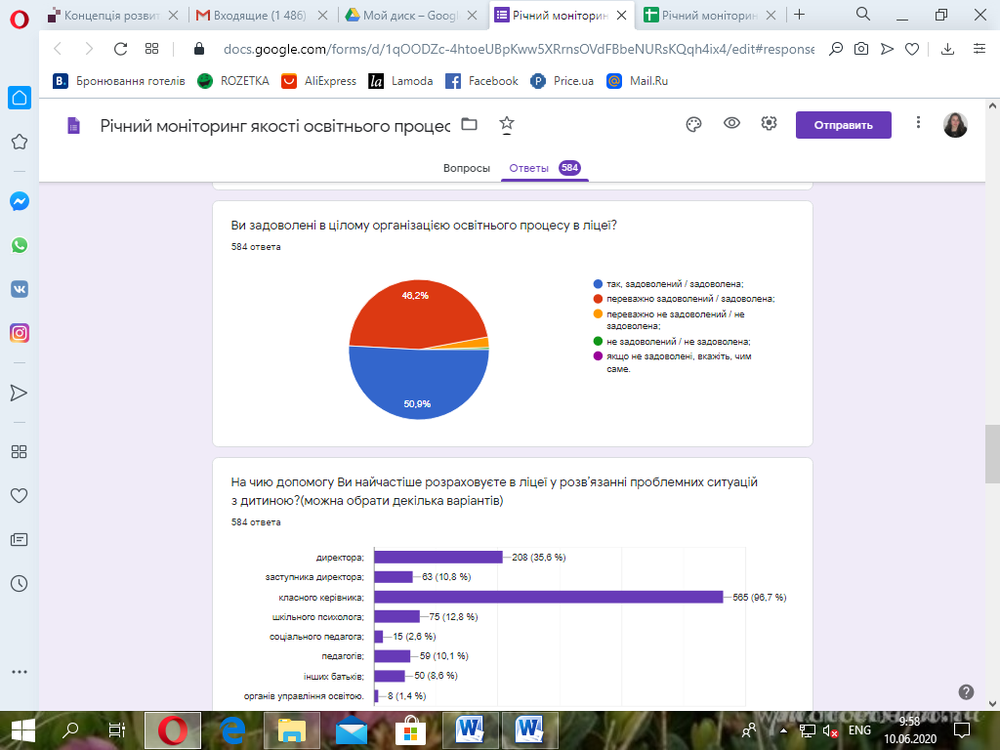 Концепція розви
Входящие (1 486)
Мой диск – Googl
Річний моніторин
Річний моніторин
docs.google.com/forms/d/1qOODZc-4htoeUBpKww5XRrnsOVdFBbeNURsKQqh4ix4/edit#response
B. Бронювання готелів
ROZETKA
AliExpress
la Lamoda
Facebook
P Price.ua
@ Mail.Ru
Річний моніторинг якості освітнього процес
Отправить
Вопросы
Ответы 584
Ви задоволені в цілому організацією освітнього процесу в ліцеї?
584 ответа
46,2%
50,9%
так, задоволений / задоволена;
переважно задоволений / задоволена;
переважно не задоволений / не
задоволена;
не задоволений / не задоволена;
якщо не задоволені, вкажіть, чим
саме.
На чию допомогу Ви найчастіше розраховуєте в ліцеї у розв’язанні проблемних ситуацій
з дитиною?(можна обрати декілька варіантів)
584 ответа
директора; 208 (35,6 %)
заступника директора; 63 (10,8 %)
класного керівника; 565 (96,7 %)
шкільного психолога; 75 (12,8 %)
соціального педагога; 15 (2,6 %)
педагогів; 59 (10,1 %)
інших батьків; 50 (8,6 %)
органів управління освітою. 8 (1,4 %)
ENG
9:58
10.06.2020